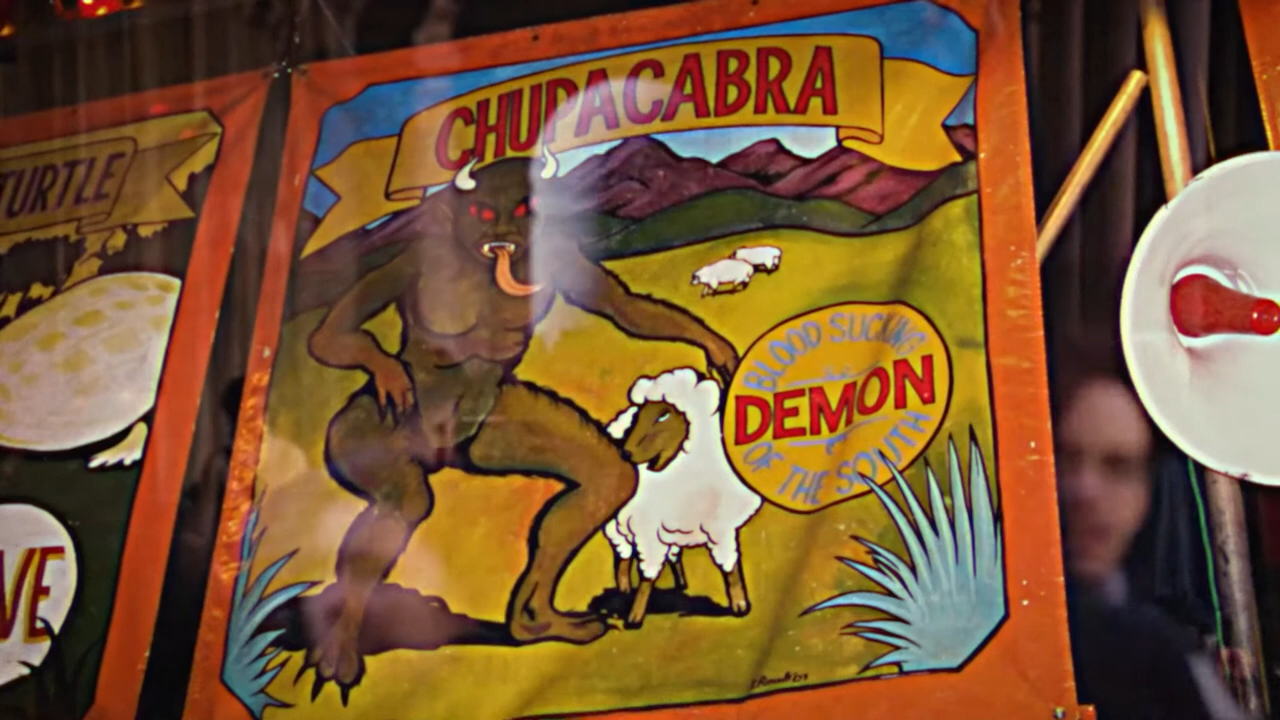 CHUPACABRA
TURTLE
BLOOD SUCKING
DEMON
OF THE SOUTH
VE